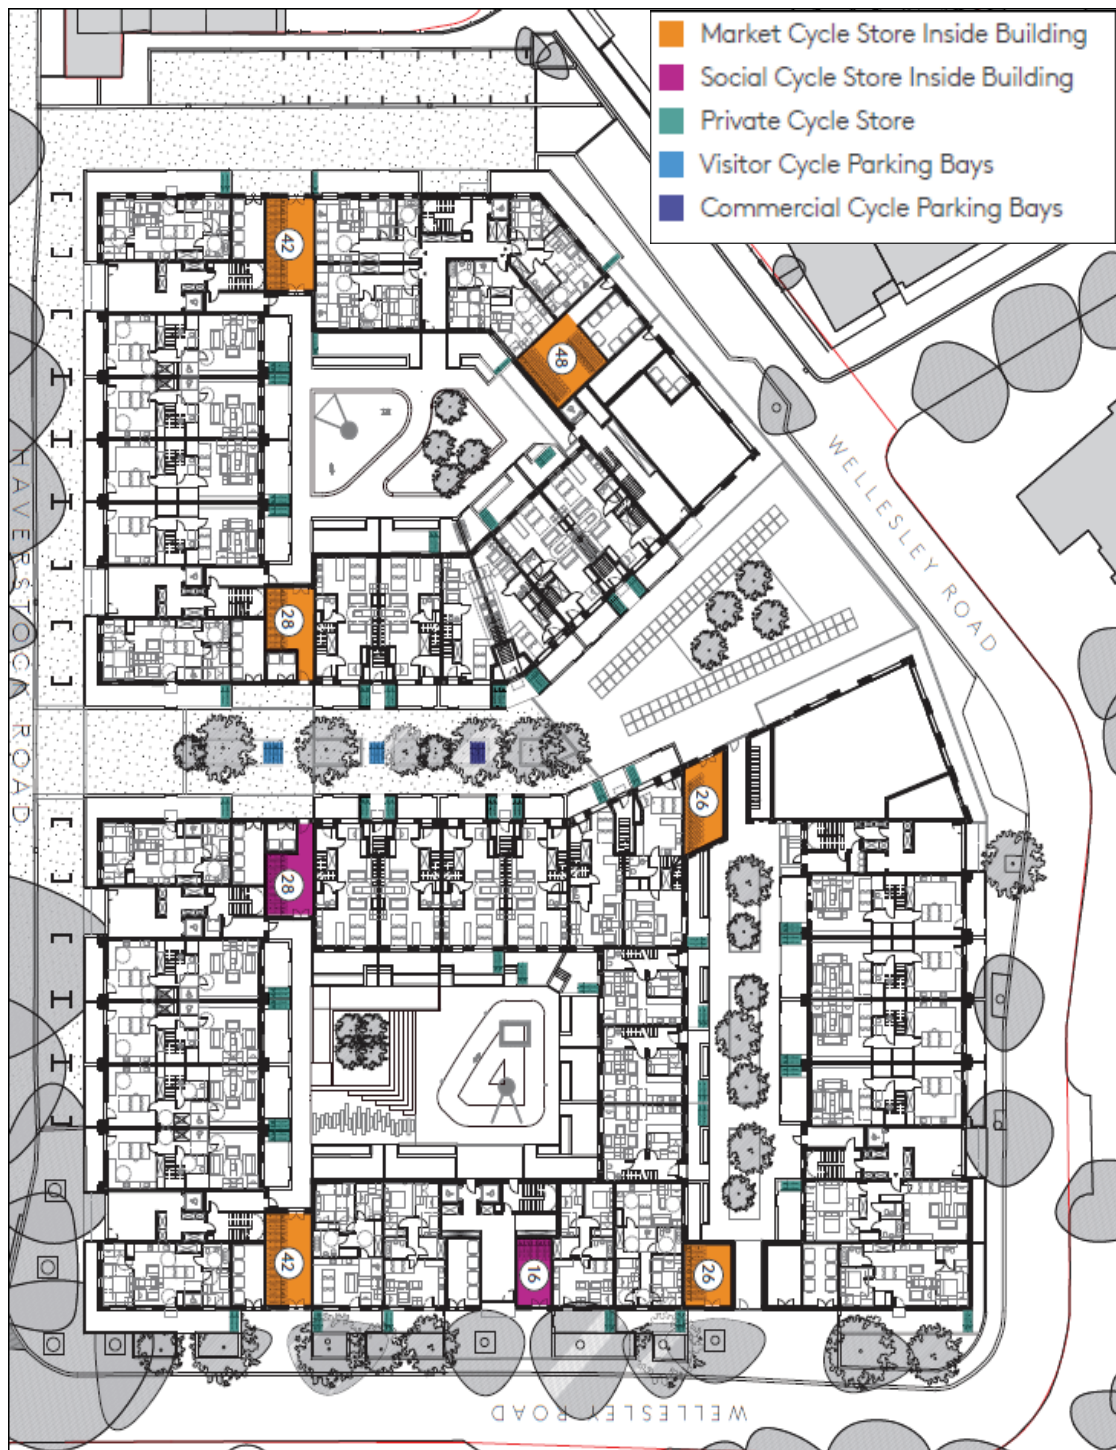 Market Cycle Store Inside Building
Social Cycle Store Inside Building
Private Cycle Store
Visitor Cycle Parking Bays
Commercial Cycle Parking Bays
42
48
WELLESLEY ROAD
HAVERSTOCK ROAD
28
26
28
42
16
26
WELLESLEY ROAD